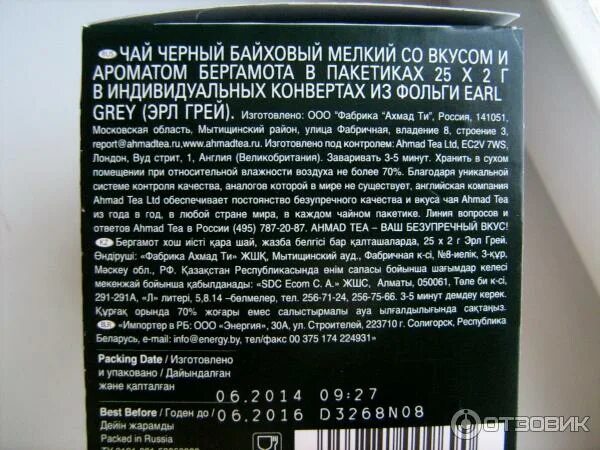 RUS ЧАЙ ЧЕРНЫЙ БАЙХОВЫЙ МЕЛКИЙ СО ВКУСОМ И
АРОМАТОМ БЕРГАМОТА В ПАКЕТИКАХ 25 Х 2 Г
В ИНДИВИДУАЛЬНЫХ КОНВЕРТАХ ИЗ ФОЛЬГИ EARL
GREY (ЭРЛ ГРЕЙ). Изготовлено: ООО "Фабрика "Ахмад Ти", Россия, 141051,
Московская область, Мытищинский район, улица Фабричная, владение 8, строение 3,
report@ahmadtea.ru,www.ahmadtea.ru. Изготовлено под контролем: Ahmad Tea Ltd, EC2V 7WS,
Лондон, Вуд стрит, 1, Англия (Великобритания). Заваривать 3-5 минут. Хранить в сухом
помещении при относительной влажности воздуха не более 70%. Благодаря уникальной
системе контроля качества, аналогов которой в мире не существует, английская компания
Ahmad Tea Ltd обеспечивает постоянство безупречного качества и вкуса чая Ahmad Tea
из года в год, в любой стране мира, в каждом чайном пакетике. Линия вопросов и
ответов Ahmad Tea в России (495) 787-20-87. AHMAD TEA – ВАШ БЕЗУПРЕЧНЫЙ ВКУС!
KZ Бергамот хош иісті қара шай, жазба белгісі бар қалташаларда, 25 х 2 г Эрл Грей.
Өндіруші: «Фабрика «Ахмад Ти» ЖШҚ, Мытищинский ауд., Фабричная к-сі, №8-иелік, 3-құр,
Мәскеу обл., РФ. Қазақстан Республикасында өнім сапасы бойынша шағымдар келесі
мекенжай бойынша қабылданады: «SDC Ecom C. A.» ЖШС, Алматы, 050061, Төле би к-сі,
291-291А, «Л» литері, 5,8.14 –бөлмелер, тел. 256-71-24, 256-75-66. 3-5 минут демдеу керек.
Құрғақ орында 70% жоғары емес салыстырмалы ауа ылғалдылығында сақтаңыз.
«Импортер в РБ: ООО «Энергия», 30А, ул. Строителей, 223710 г. Солигорск, Республика
Беларусь, e-mail: info@energy.by, тел/факс 00 375 174 224931»
Packing Date / Изготовлено
и упаковано / Дайындалған
және қапталған
06.2014 09:27
Best Before / Годен до/
06.2016 D3268N08
Дейін жарамды
Packed in Russia
ОТЗОВИК